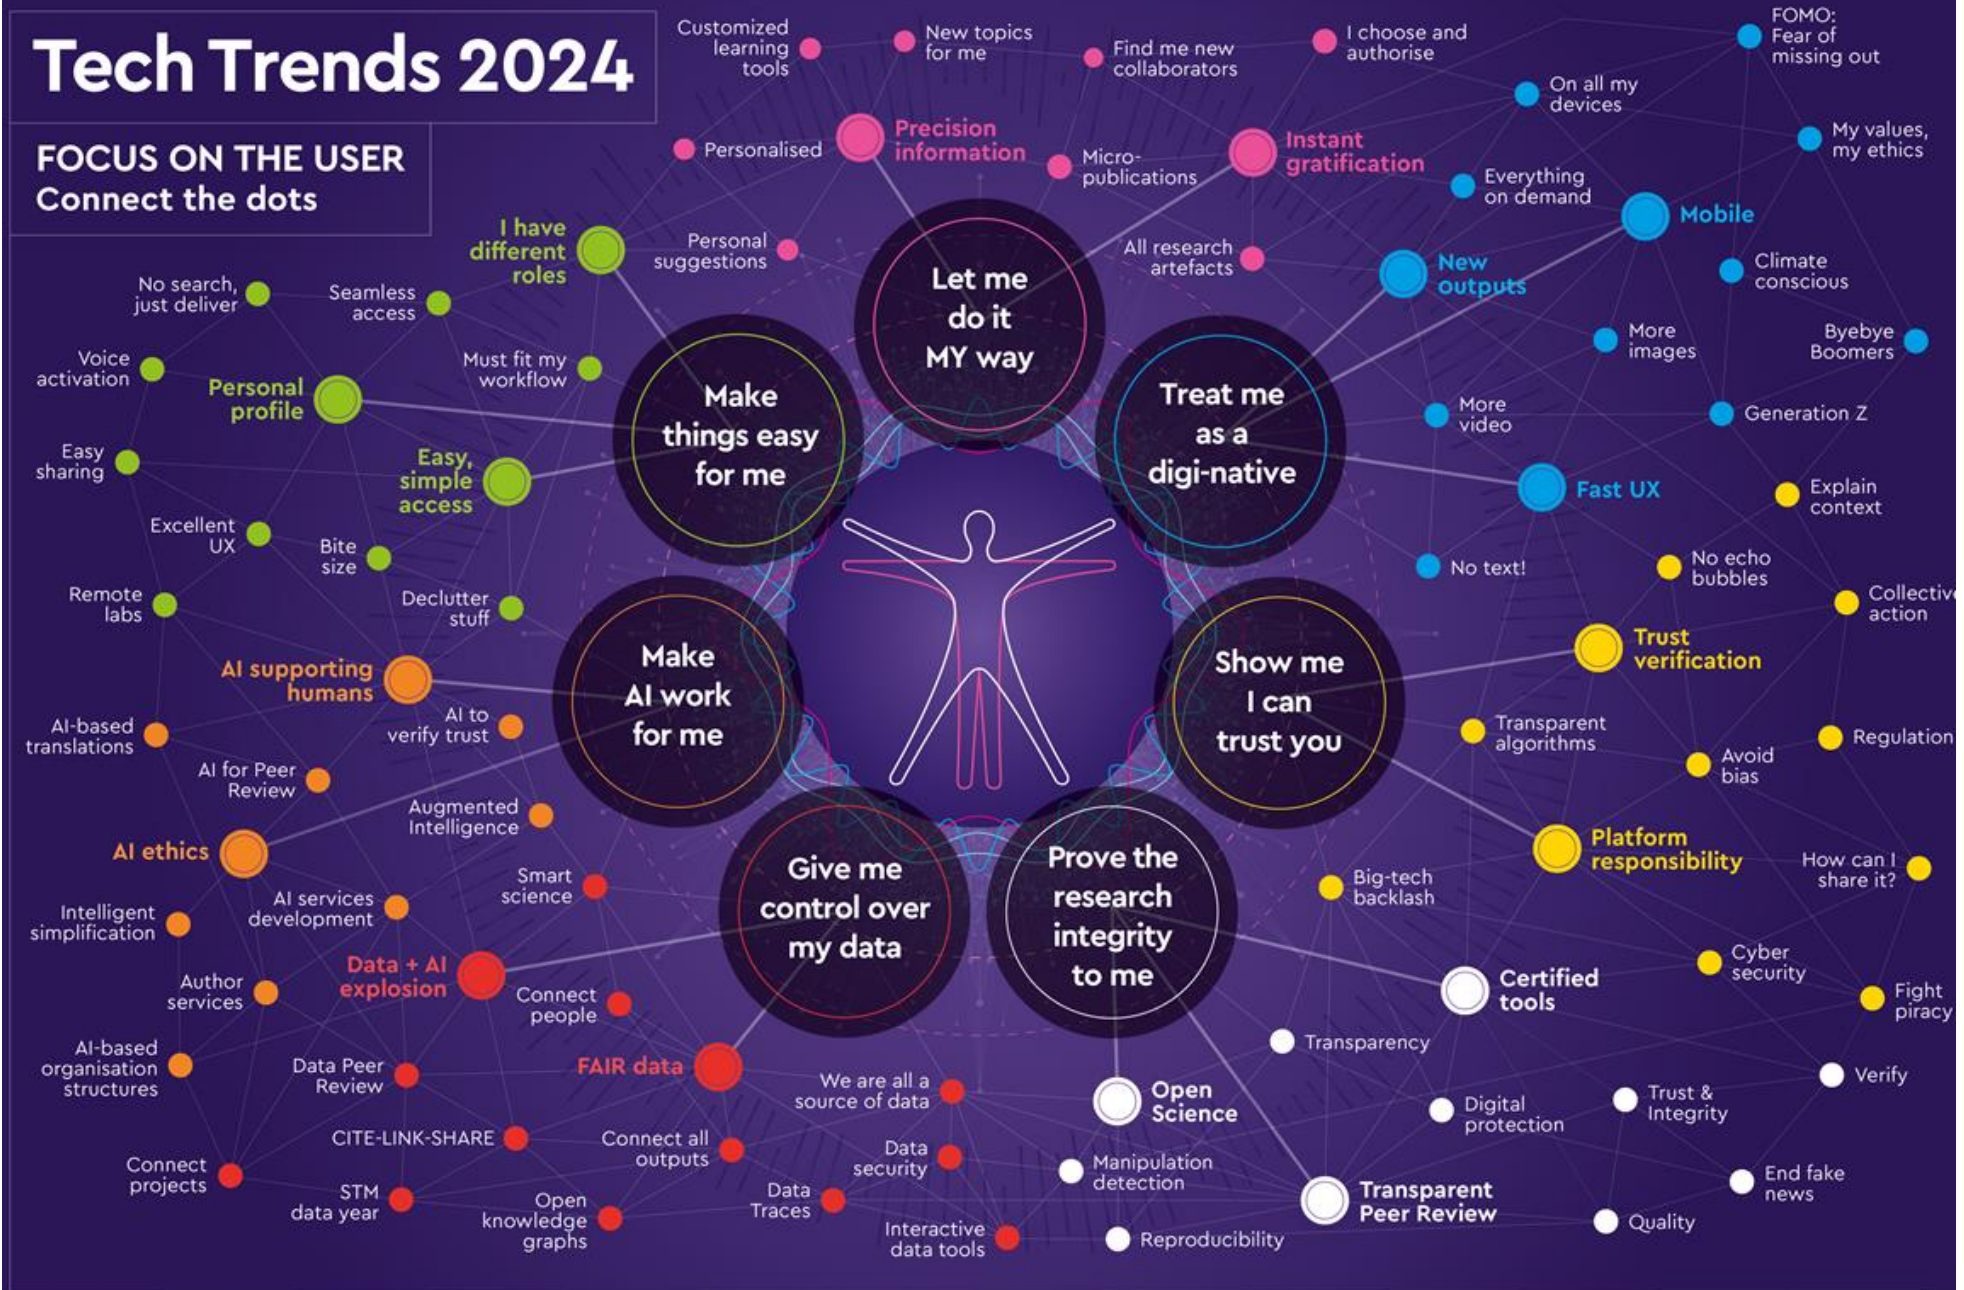 Tech Trends 2024
FOCUS ON THE USER
Connect the dots
Customized
learning
tools
New topics
for me
Find me new
collaborators
I choose and
authorise
Personalised
Precision
information
Micro-
publications
Instant
gratification
Personal
suggestions
All research
artefacts
Let me
do it
MY way
FOMO:
Fear of
missing out
On all my
devices
My values,
my ethics
Everything
on demand
Mobile
New
outputs
Climate
conscious
More
images
Byebye
Boomers
More
video
Generation Z
Fast UX
No text!
Treat me
as a
digi-native
I have
different
roles
No search,
just deliver
Seamless
access
Voice
activation
Personal
profile
Must fit my
workflow
Easy
sharing
Easy,
simple
access
Excellent
UX
Bite
size
Remote
labs
Declutter
stuff
Make
things easy
for me
Explain
context
No echo
bubbles
Collective
action
Trust
verification
Transparent
algorithms
Avoid
bias
Regulation
Platform
responsibility
How can I
share it?
Big-tech
backlash
Cyber
security
Fight
piracy
Show me
I can
trust you
AI supporting
humans
AI-based
translations
AI to
verify trust
AI for Peer
Review
Augmented
Intelligence
AI ethics
AI services
development
Intelligent
simplification
Author
services
AI-based
organisation
structures
Make
AI work
for me
Smart
science
Data + AI
explosion
Connect
people
Data Peer
Review
FAIR data
We are all a
source of data
CITE-LINK-SHARE
Connect all
outputs
Data
security
Connect
projects
STM
data year
Open
knowledge
graphs
Data
Traces
Interactive
data tools
Give me
control over
my data
Prove the
research
integrity
to me
Certified
tools
Transparency
Open
Science
Digital
protection
Trust &
Integrity
Verify
Manipulation
detection
Transparent
Peer Review
End fake
news
Quality
Reproducibility